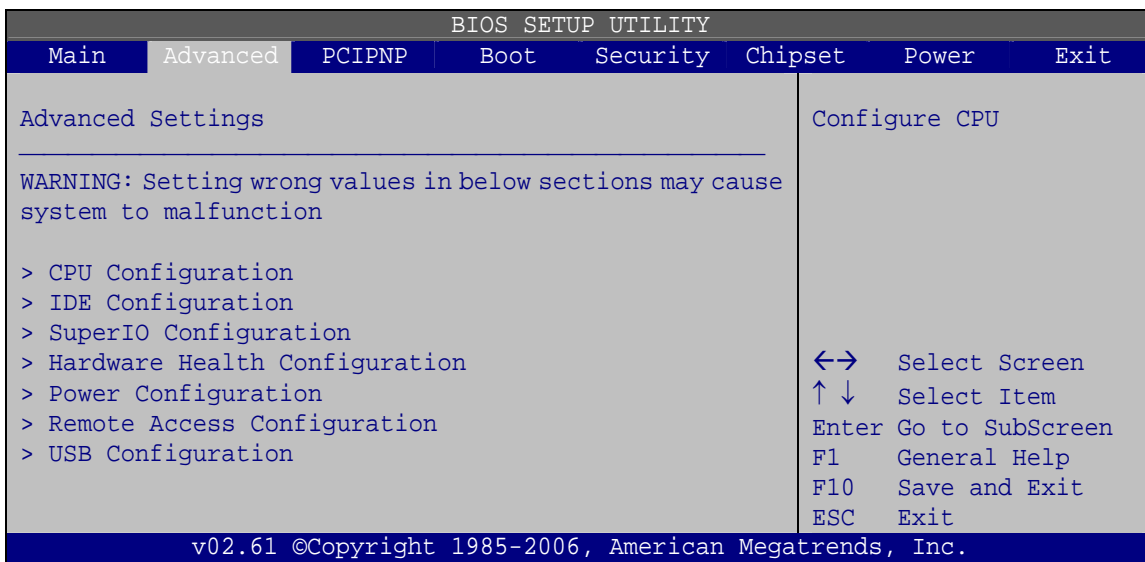 BIOS SETUP UTILITY
Main Advanced PCIPNP Boot Security Chipset Power Exit
Advanced Settings
WARNING: Setting wrong values in below sections may cause
system to malfunction
> CPU Configuration
> IDE Configuration
> SuperIO Configuration
> Hardware Health Configuration
> Power Configuration
> Remote Access Configuration
> USB Configuration
Configure CPU
←→ Select Screen
↑ ↓ Select Item
Enter Go to SubScreen
F1 General Help
F10 Save and Exit
ESC Exit
v02.61 ©Copyright 1985-2006, American Megatrends, Inc.